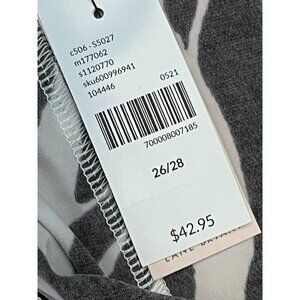 c506-S5027
m177062
s1120770
sku600996941
104446 0521
700008007185
26/28
$42.95
LANE BRYANT